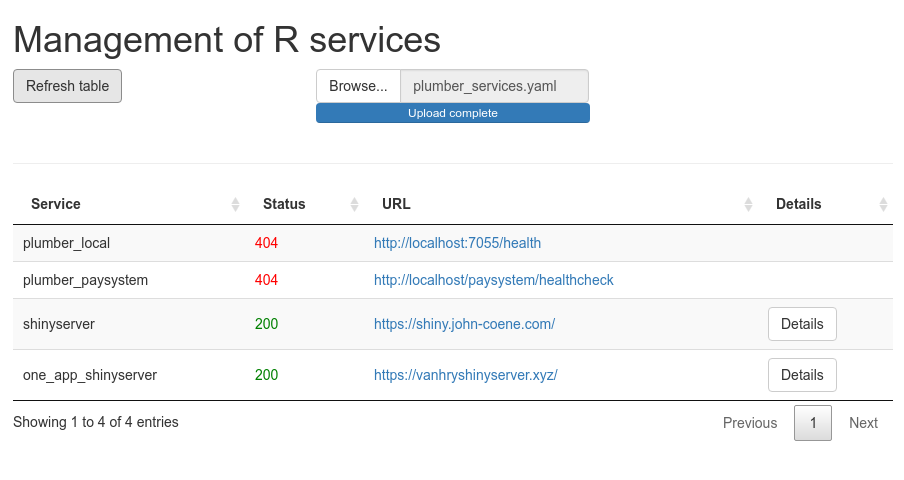 Management of R services
Refresh table
Browse... plumber_services.yaml
Upload complete
Service Status URL Details
plumber_local 404 http://localhost:7055/health
plumber_paysystem 404 http://localhost/paysystem/healthcheck
shinyserver 200 https://shiny.john-coene.com/ Details
one_app_shinyserver 200 https://vanhryshinyserver.xyz/ Details
Showing 1 to 4 of 4 entries
Previous 1 Next